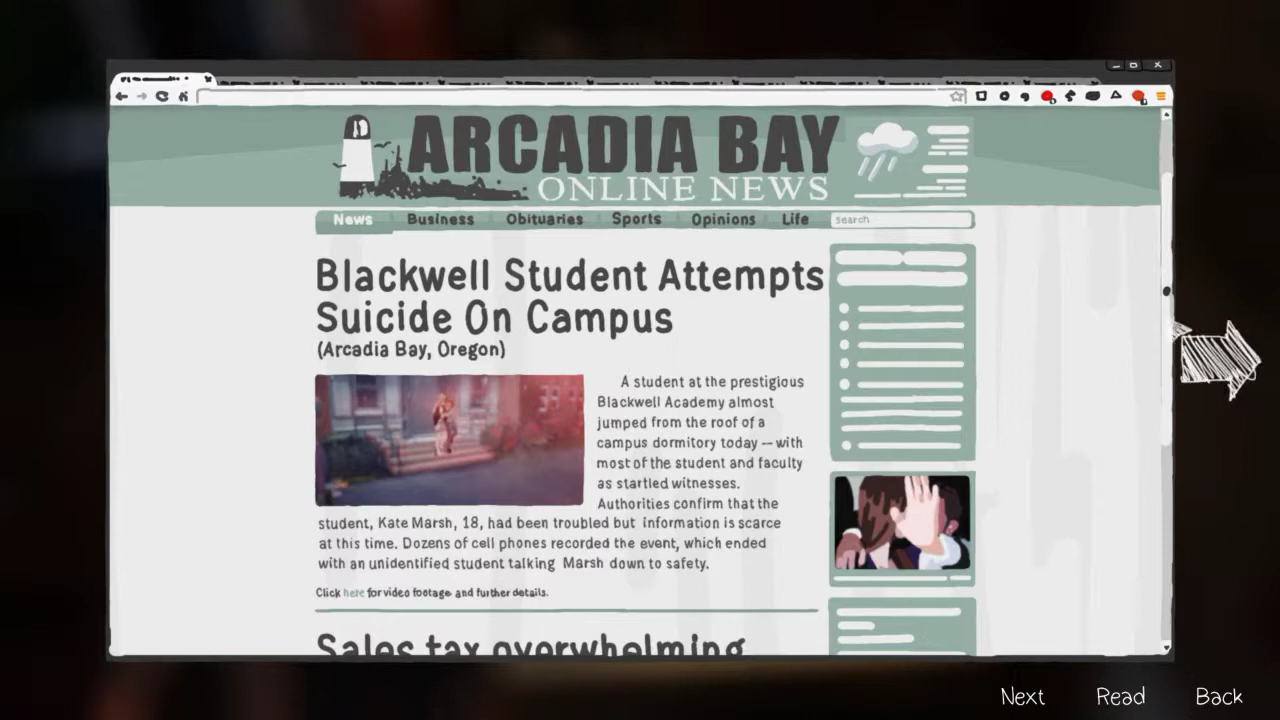 ARCADIA BAY
ONLINE NEWS
News Business Obituaries Sports Opinions Life search
Blackwell Student Attempts
Suicide On Campus
(Arcadia Bay, Oregon)
A student at the prestigious
Blackwell Academy almost
jumped from the roof of a
campus dormitory today -- with
most of the student and faculty
as startled witnesses.
Authorities confirm that the
student, Kate Marsh, 18, had been troubled but information is scarce
at this time. Dozens of cell phones recorded the event, which ended
with an unidentified student talking Marsh down to safety.
Click here for video footage and further details.
Sales tax overwhelming
Next Read Back